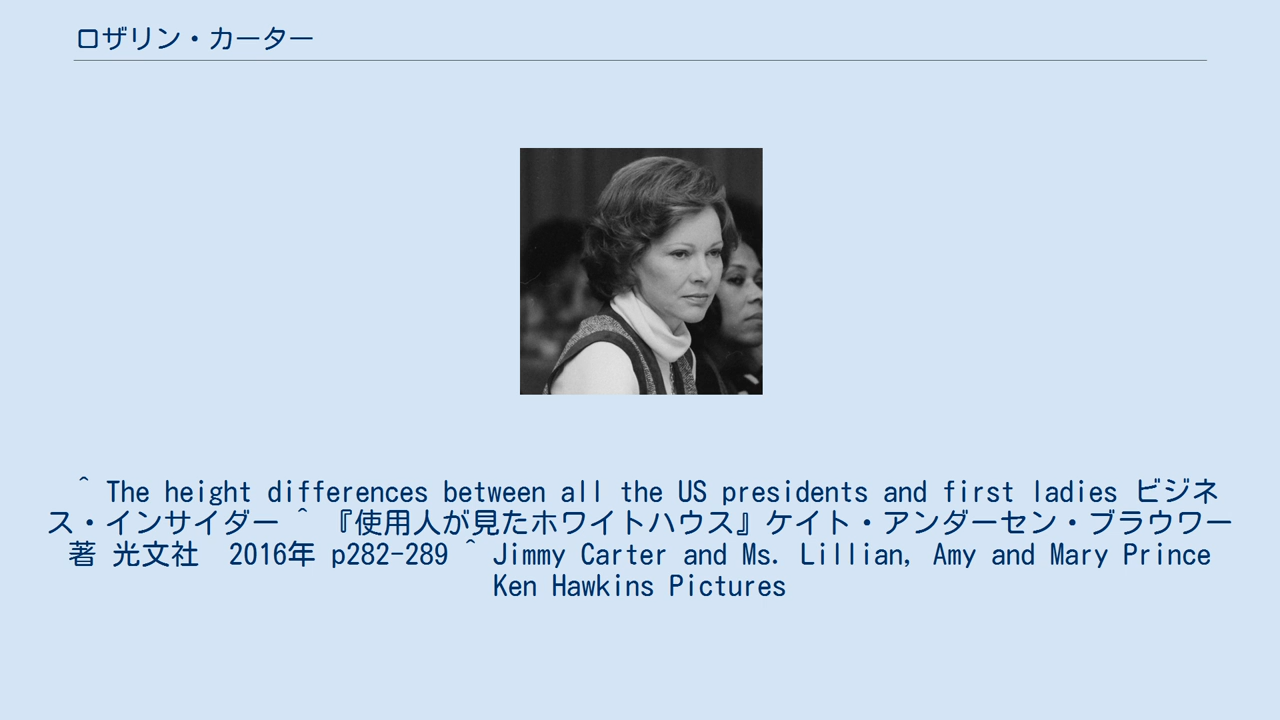 ロザリン・カーター
^ The height differences between all the US presidents and first ladies ビジネ
ス・インサイダー ^ 『使用人が見たホワイトハウス』ケイト・アンダーセン・ブラウワー
著 光文社　2016年 p282-289 ^ Jimmy Carter and Ms. Lillian, Amy and Mary Prince
Ken Hawkins Pictures